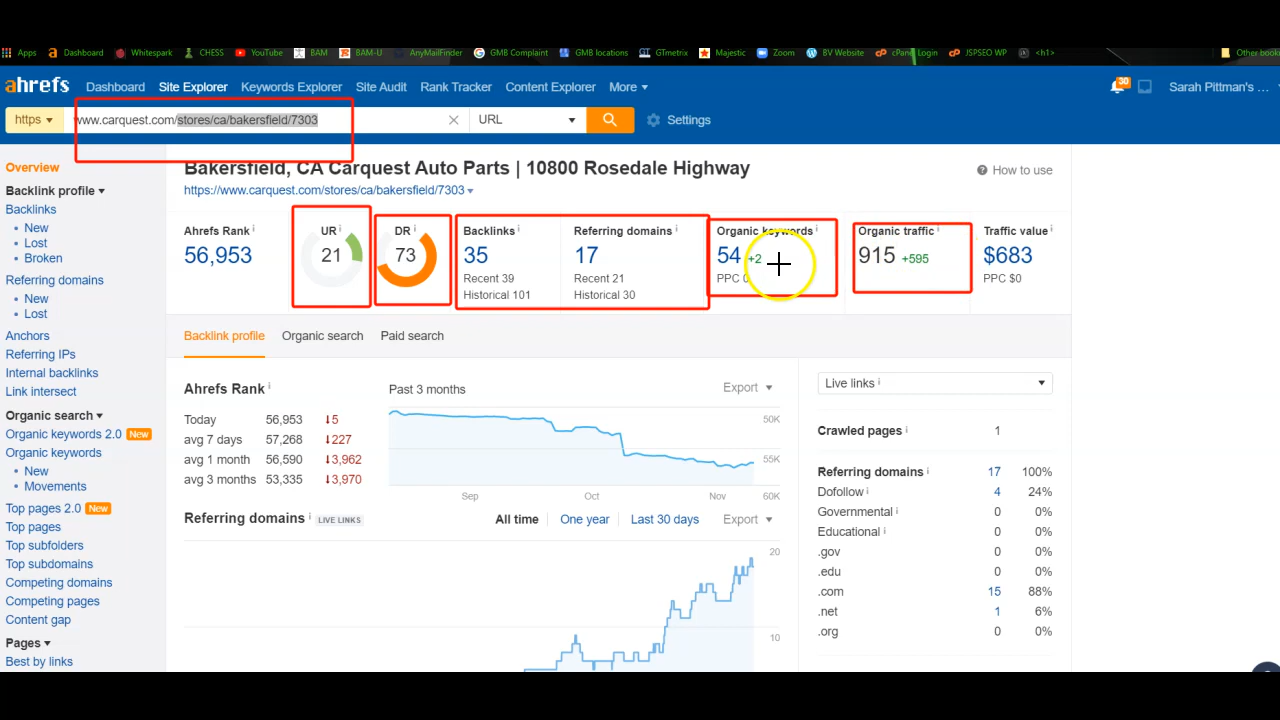 Apps Dashboard Whitespark CHESS YouTube BAM BAM-U AnyMailFinder GMB Complaint GMB locations GTmetrix Majestic Zoom BV Website cPanel Login JSPSEO WP <h1> Other book
ahrefs Dashboard Site Explorer Keywords Explorer Site Audit Rank Tracker Content Explorer More 30 Sarah Pittman's ...
https www.carquest.com/stores/ca/bakersfield/7303 URL Settings
Overview
Backlink profile
Backlinks
New
Lost
Broken
Referring domains
New
Lost
Anchors
Referring IPs
Internal backlinks
Link intersect
Organic search
Organic keywords 2.0 New
Organic keywords
New
Movements
Top pages 2.0 New
Top pages
Top subfolders
Top subdomains
Competing domains
Competing pages
Content gap
Pages
Best by links
Bakersfield, CA Carquest Auto Parts | 10800 Rosedale Highway
How to use
https://www.carquest.com/stores/ca/bakersfield/7303
Ahrefs Rank i UR i DR i Backlinks i Referring domains i Organic keywords i Organic traffic i Traffic value i
56,953 21 73 35 17 54 +2 915 +595 $683
Recent 39 Recent 21 PPC 0 PPC $0
Historical 101 Historical 30
Backlink profile Organic search Paid search
Ahrefs Rank i Past 3 months Export
Today 56,953 ↓5
avg 7 days 57,268 ↓227
avg 1 month 56,590 ↓3,962
avg 3 months 53,335 ↓3,970
50K
55K
60K
Sep Oct Nov
Referring domains i LIVE LINKS All time One year Last 30 days Export
20
10
Live links i
Crawled pages i 1
Referring domains i 17 100%
Dofollow i 4 24%
Governmental i 0 0%
Educational i 0 0%
.gov 0 0%
.edu 0 0%
.com 15 88%
.net 1 6%
.org 0 0%